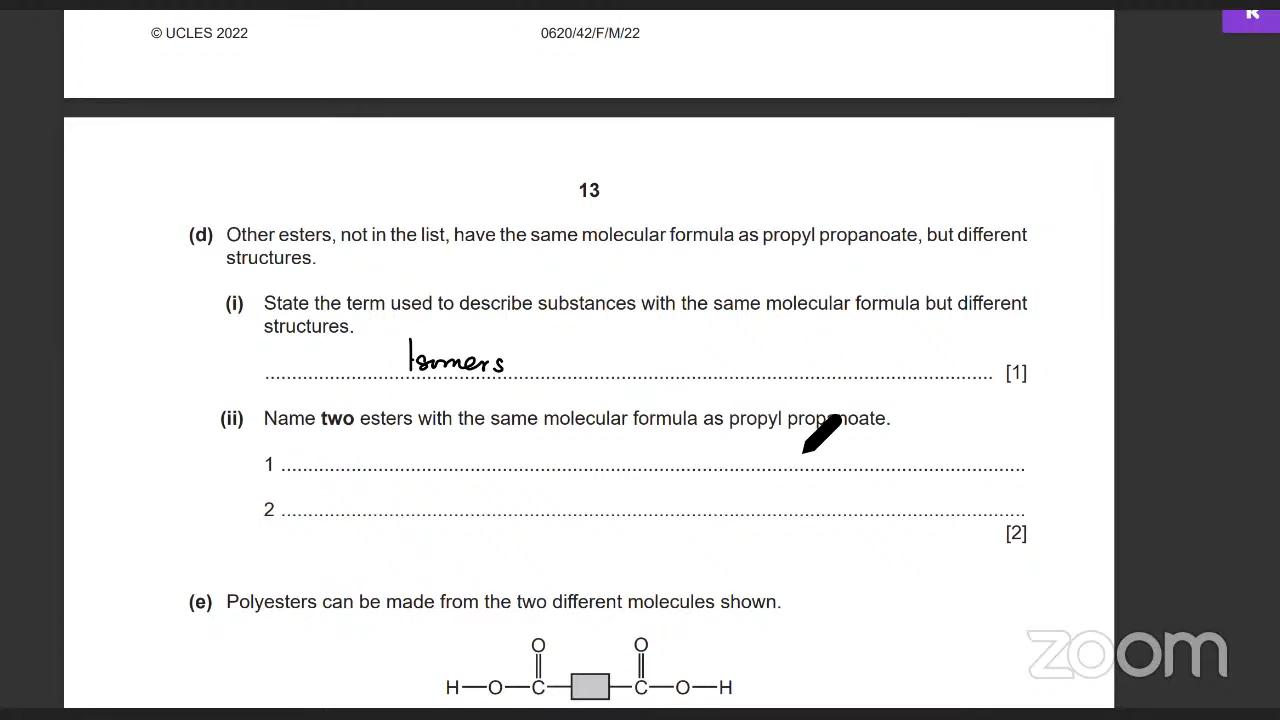 K
© UCLES 2022 0620/42/F/M/22
13
(d) Other esters, not in the list, have the same molecular formula as propyl propanoate, but different
structures.
(i) State the term used to describe substances with the same molecular formula but different
structures.
Isomers
[1]
(ii) Name two esters with the same molecular formula as propyl propanoate.
1
2
[2]
(e) Polyesters can be made from the two different molecules shown.
O O
H—O—C— —C—O—H
zoom